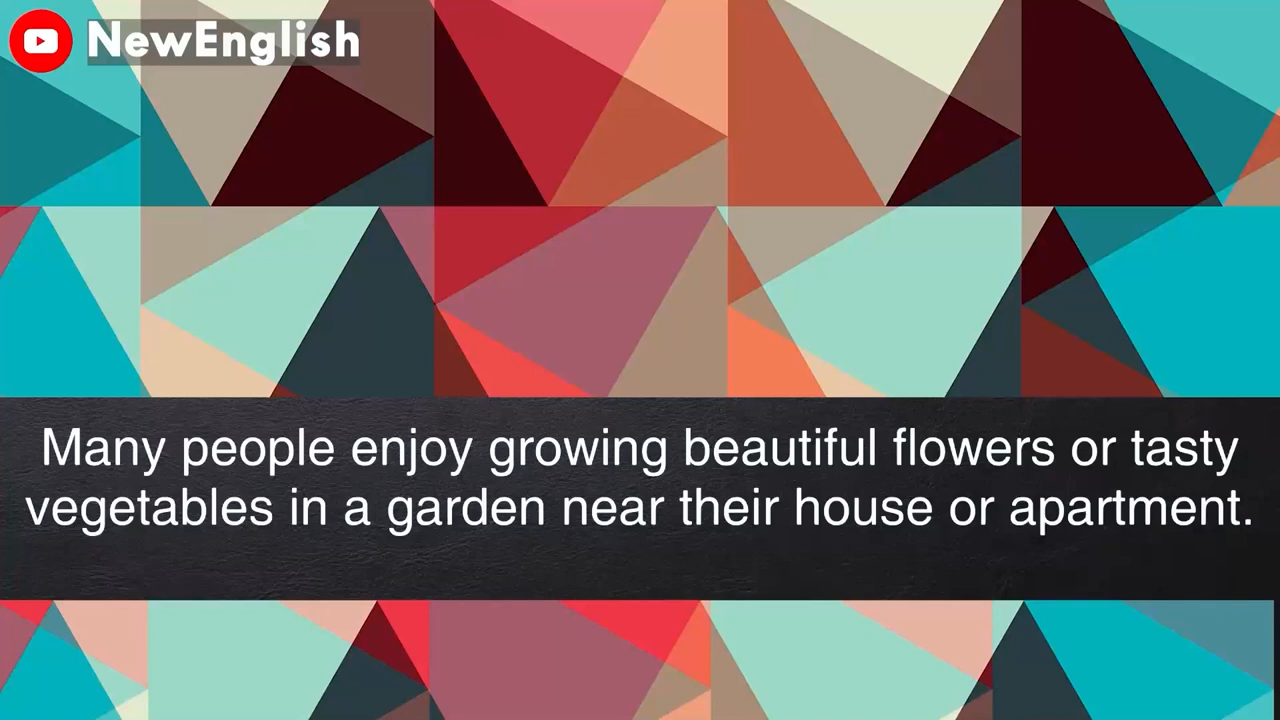 NewEnglish
Many people enjoy growing beautiful flowers or tasty
vegetables in a garden near their house or apartment.